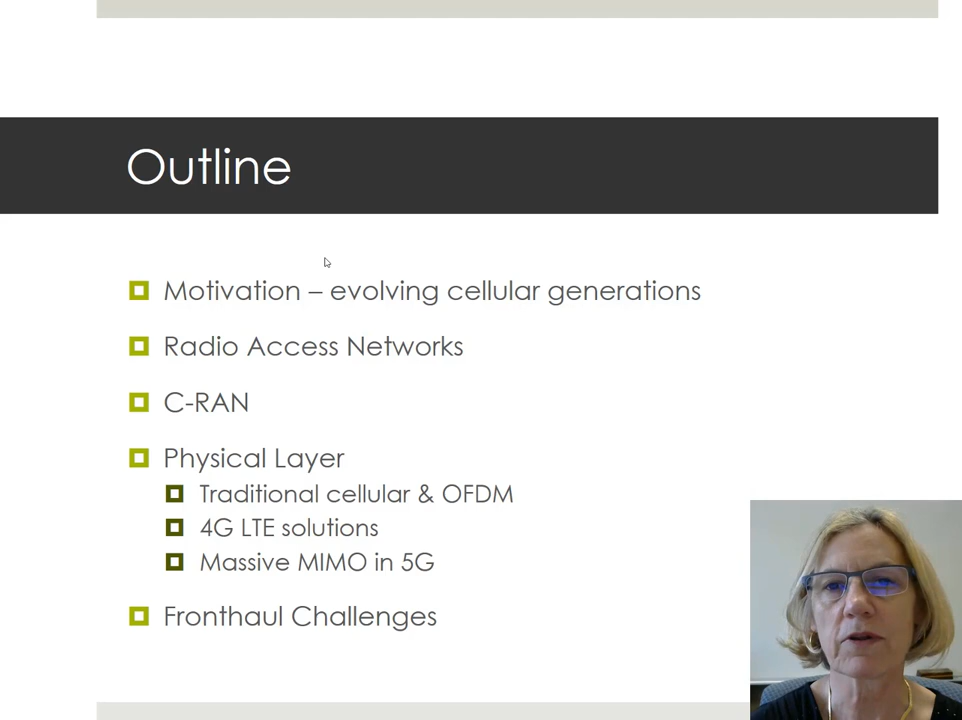 Outline
Motivation – evolving cellular generations
Radio Access Networks
C-RAN
Physical Layer
Traditional cellular & OFDM
4G LTE solutions
Massive MIMO in 5G
Fronthaul Challenges